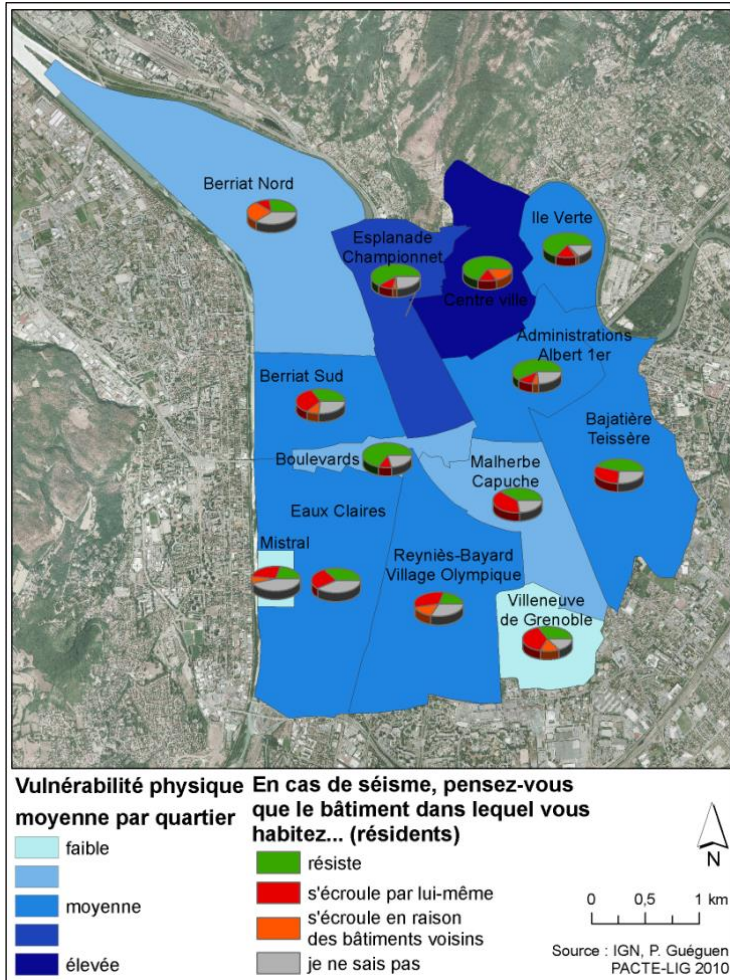 Berriat Nord
Ile Verte
Esplanade
Championnet
Centre ville
Administrations
Albert 1er
Berriat Sud
Bajatière
Teissère
Boulevards
Malherbe
Capuche
Eaux Claires
Mistral
Reyniès-Bayard
Village Olympique
Villeneuve
de Grenoble
Vulnérabilité physique
moyenne par quartier
faible
moyenne
élevée
En cas de séisme, pensez-vous
que le bâtiment dans lequel vous
habitez... (résidents)
résiste
s'écroule par lui-même
s'écroule en raison
des bâtiments voisins
je ne sais pas
N
0 0,5 1 km
Source : IGN, P. Guéguen
PACTE-LIG 2010